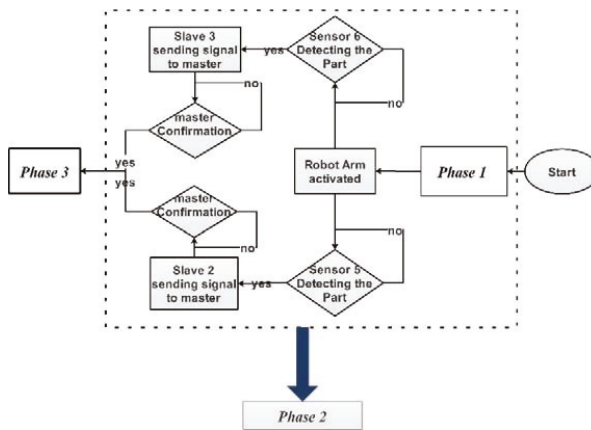 Slave 3
sending signal
to master
yes
Sensor 6
Detecting the
Part
no
no
master
Confirmation
yes
yes
Phase 3
Robot Arm
activated
Phase 1
Start
master
Confirmation
no
no
Slave 2
sending signal
to master
yes
Sensor 5
Detecting the
Part
Phase 2